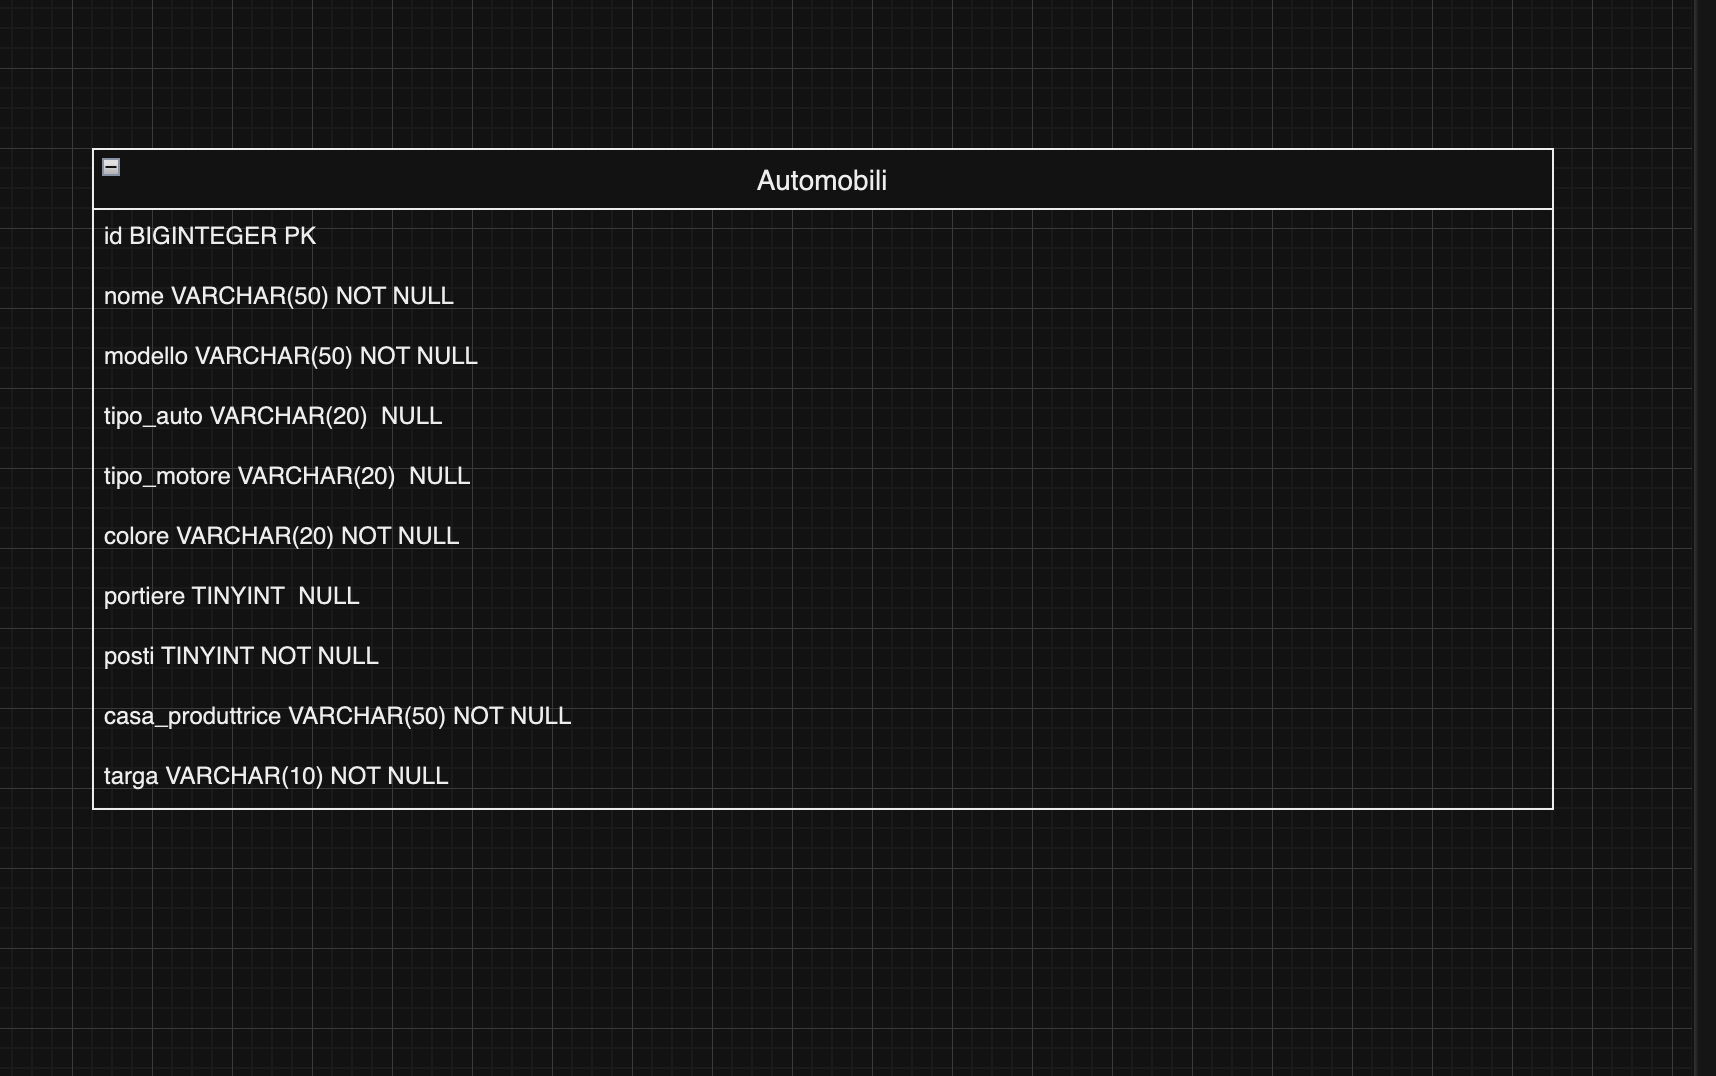 Automobili
id BIGINTEGER PK
nome VARCHAR(50) NOT NULL
modello VARCHAR(50) NOT NULL
tipo_auto VARCHAR(20)  NULL
tipo_motore VARCHAR(20)  NULL
colore VARCHAR(20) NOT NULL
portiere TINYINT  NULL
posti TINYINT NOT NULL
casa_produttrice VARCHAR(50) NOT NULL
targa VARCHAR(10) NOT NULL